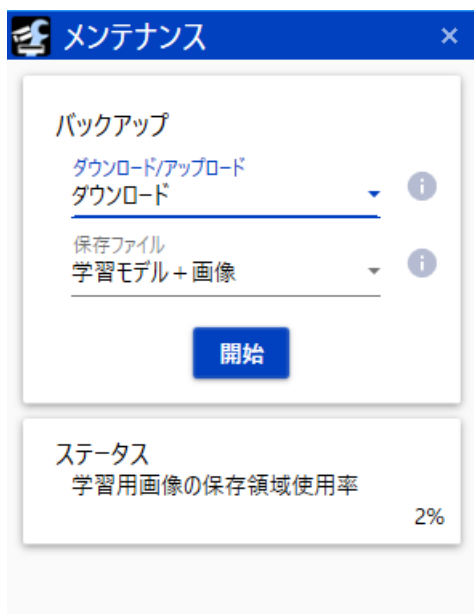 メンテナンス
×
バックアップ
ダウンロード/アップロード
ダウンロード
保存ファイル
学習モデル+画像
開始
ステータス
学習用画像の保存領域使用率
2%